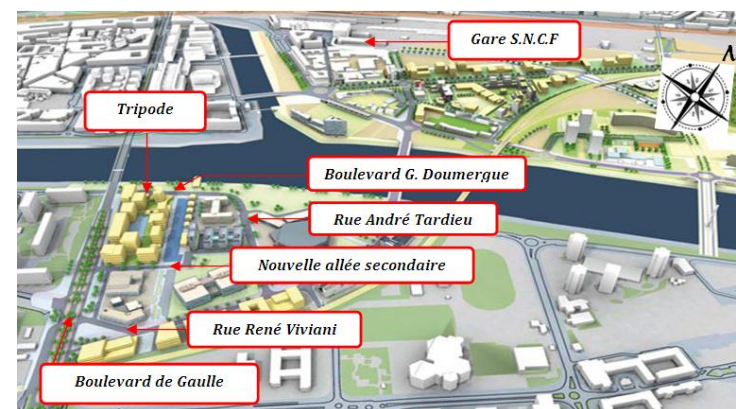 Gare S.N.C.F
N
Tripode
Boulevard G. Doumergue
Rue André Tardieu
Nouvelle allée secondaire
Rue René Viviani
Boulevard de Gaulle